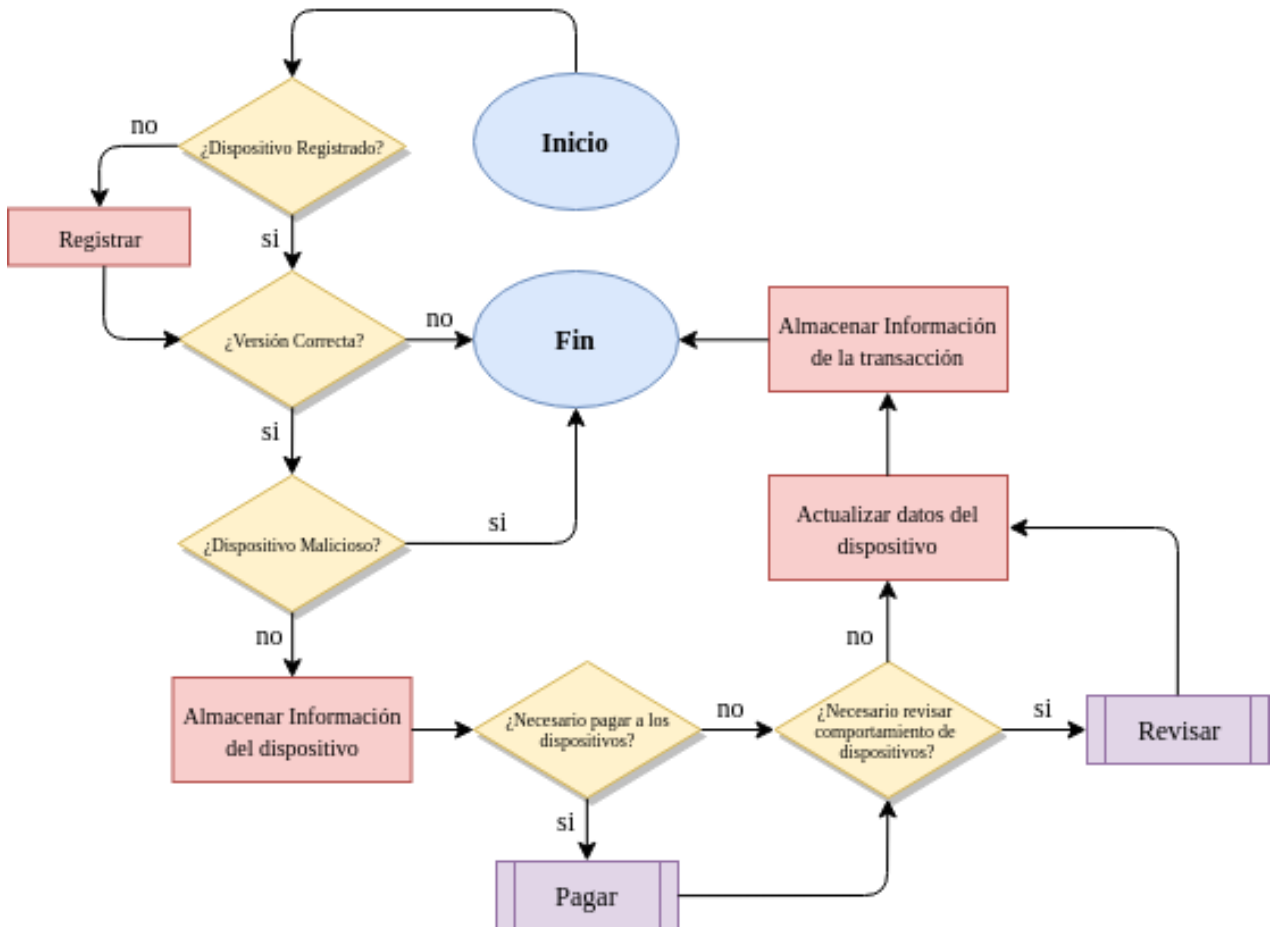 Inicio
¿Dispositivo Registrado?
no
Registrar
si
¿Versión Correcta?
no
Fin
si
¿Dispositivo Malicioso?
si
no
Almacenar Información
del dispositivo
¿Necesario pagar a los
dispositivos?
no
si
Pagar
¿Necesario revisar
comportamiento de
dispositivos?
si
Revisar
no
Actualizar datos del
dispositivo
Almacenar Información
de la transacción